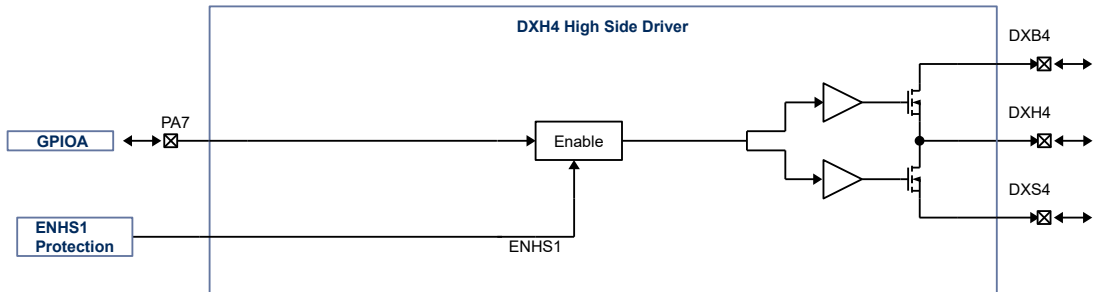 DXH4 High Side Driver
DXB4
PA7
DXH4
GPIOA
Enable
DXS4
ENHS1
Protection
ENHS1